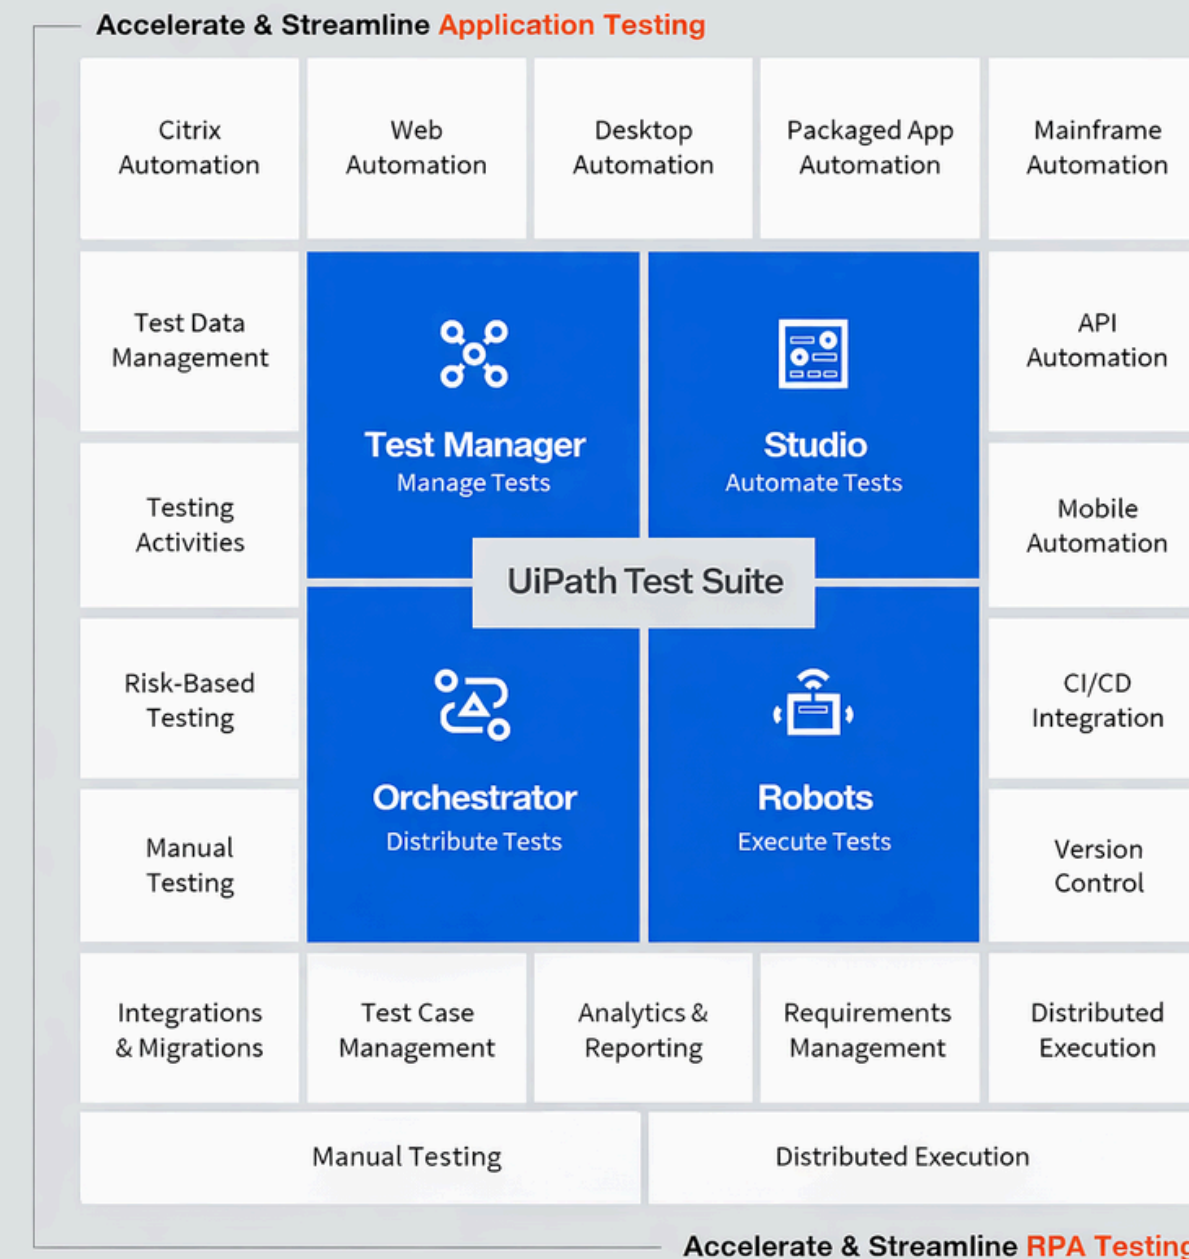 Accelerate & Streamline Application Testing
Citrix
Automation
Web
Automation
Desktop
Automation
Packaged App
Automation
Mainframe
Automation
Test Data
Management
Test Manager
Manage Tests
Studio
Automate Tests
API
Automation
Testing
Activities
Mobile
Automation
UiPath Test Suite
Risk-Based
Testing
Orchestrator
Distribute Tests
Robots
Execute Tests
CI/CD
Integration
Manual
Testing
Version
Control
Integrations
& Migrations
Test Case
Management
Analytics &
Reporting
Requirements
Management
Distributed
Execution
Manual Testing
Distributed Execution
Accelerate & Streamline RPA Testing